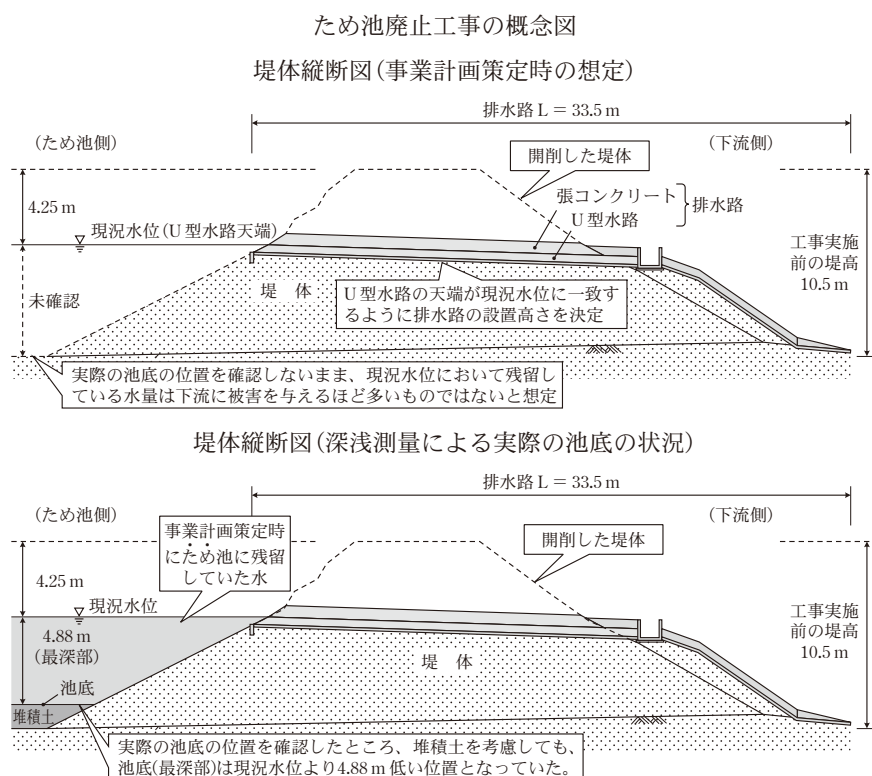 ため池廃止工事の概念図
堤体縦断図(事業計画策定時の想定)
排水路L＝33.5m
(ため池側)
(下流側)
開削した堤体
4.25m
張コンクリート
U型水路
排水路
現況水位(U型水路天端)
工事実施
前の堤高
10.5m
未確認
堤 体
U型水路の天端が現況水位に一致す
るように排水路の設置高さを決定
実際の池底の位置を確認しないまま、現況水位において残留し
ている水量は下流に被害を与えるほど多いものではないと想定
堤体縦断図(深浅測量による実際の池底の状況)
排水路L＝33.5m
(ため池側)
(下流側)
事業計画策定時
にため池に残留
していた水
開削した堤体
4.25m
現況水位
工事実施
前の堤高
10.5m
4.88m
(最深部)
堤 体
池底
堆積土
実際の池底の位置を確認したところ、堆積土を考慮しても、
池底(最深部)は現況水位より4.88m低い位置となっていた。